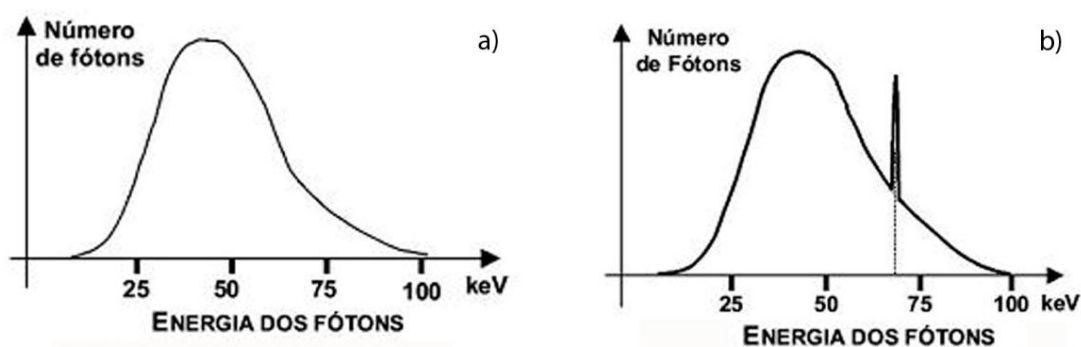 Número
de fótons
a)
25
50
75
100
keV
ENERGIA DOS FÓTONS
Número
de Fótons
b)
25
50
75
100
keV
ENERGIA DOS FÓTONS